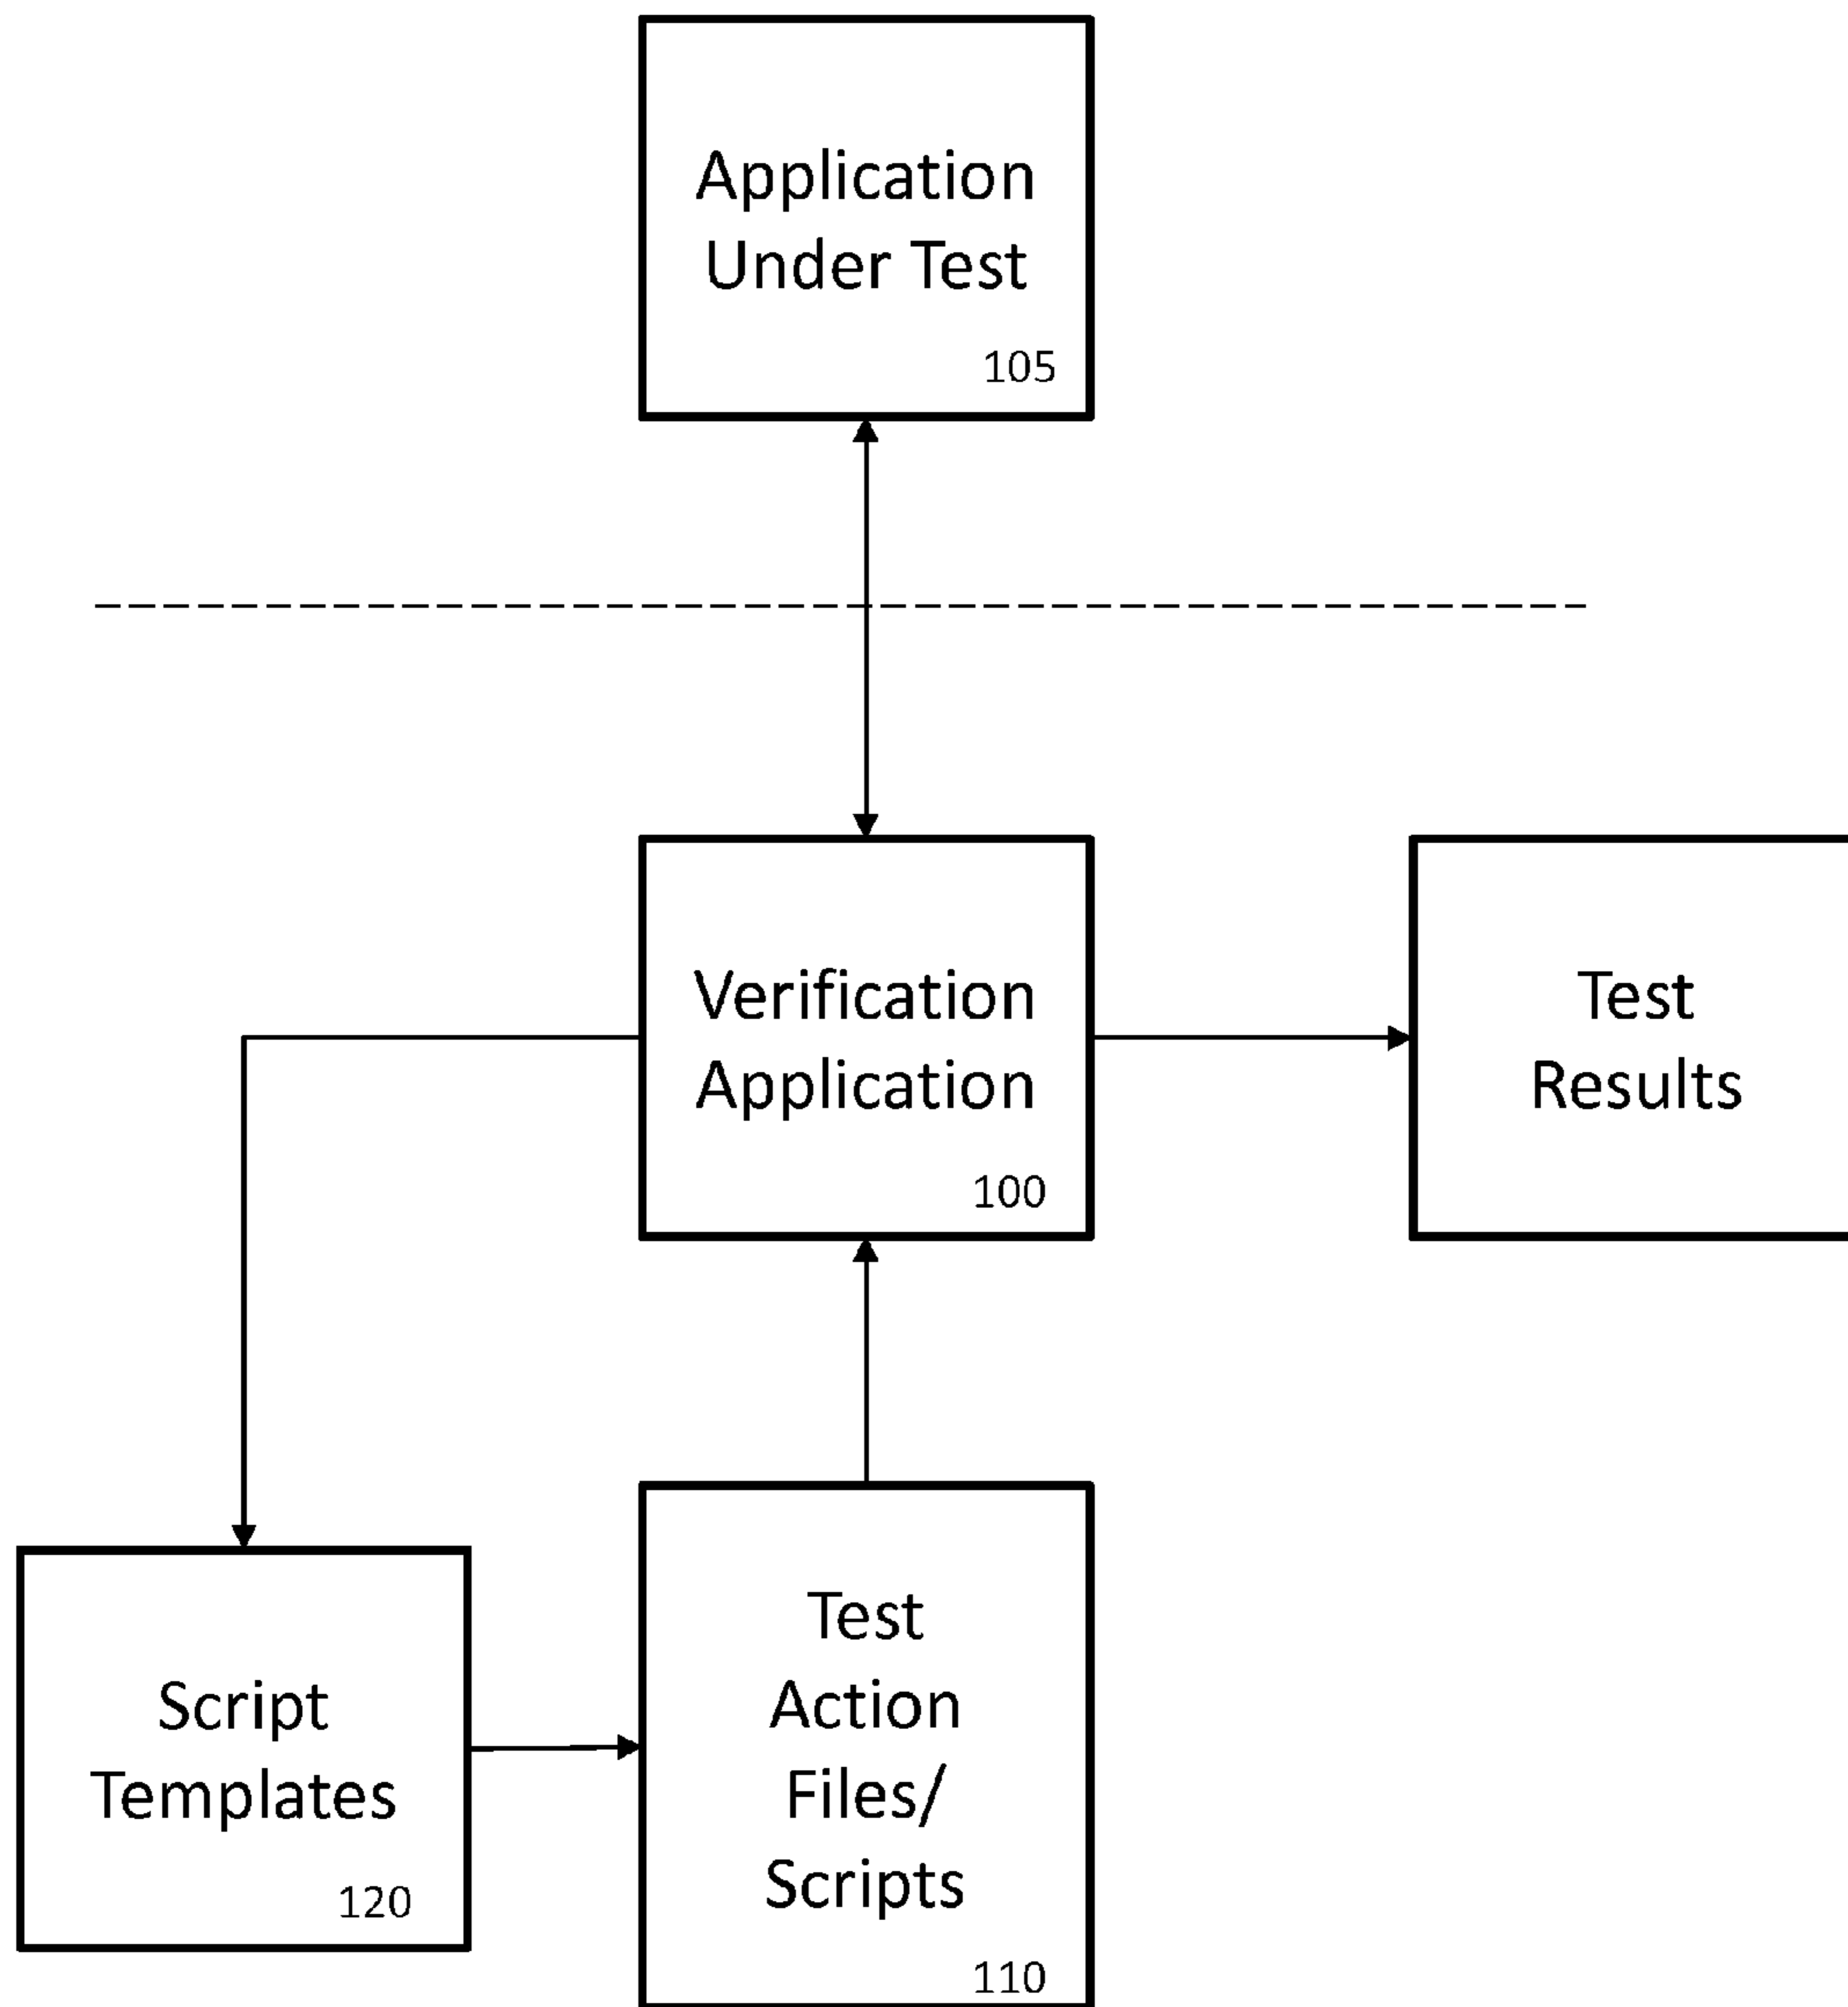 Application
Under Test
105
Verification
Application
100
Test
Results
Script
Templates
120
Test
Action
Files/
Scripts
110